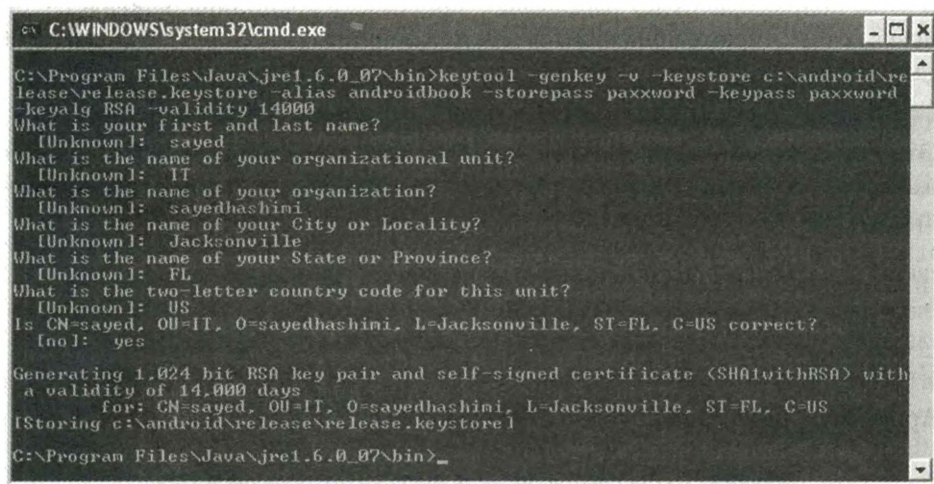 C:\WINDOWS\system32\cmd.exe
C:\Program Files\Java\jre1.6.0_07\bin>keytool -genkey -v -keystore c:\android\re
lease\release.keystore -alias androidbook -storepass paxxword -keypass paxxword
-keyalg RSA -validity 14000
What is your first and last name?
  [Unknown]:  sayed
What is the name of your organizational unit?
  [Unknown]:  IT
What is the name of your organization?
  [Unknown]:  sayedhashimi
What is the name of your City or Locality?
  [Unknown]:  Jacksonville
What is the name of your State or Province?
  [Unknown]:  FL
What is the two-letter country code for this unit?
  [Unknown]:  US
Is CN=sayed, OU=IT, O=sayedhashimi, L=Jacksonville, ST=FL, C=US correct?
  [no]:  yes
Generating 1,024 bit RSA key pair and self-signed certificate (SHA1withRSA) with
 a validity of 14,000 days
        for: CN=sayed, OU=IT, O=sayedhashimi, L=Jacksonville, ST=FL, C=US
[Storing c:\android\release\release.keystore]
C:\Program Files\Java\jre1.6.0_07\bin>_